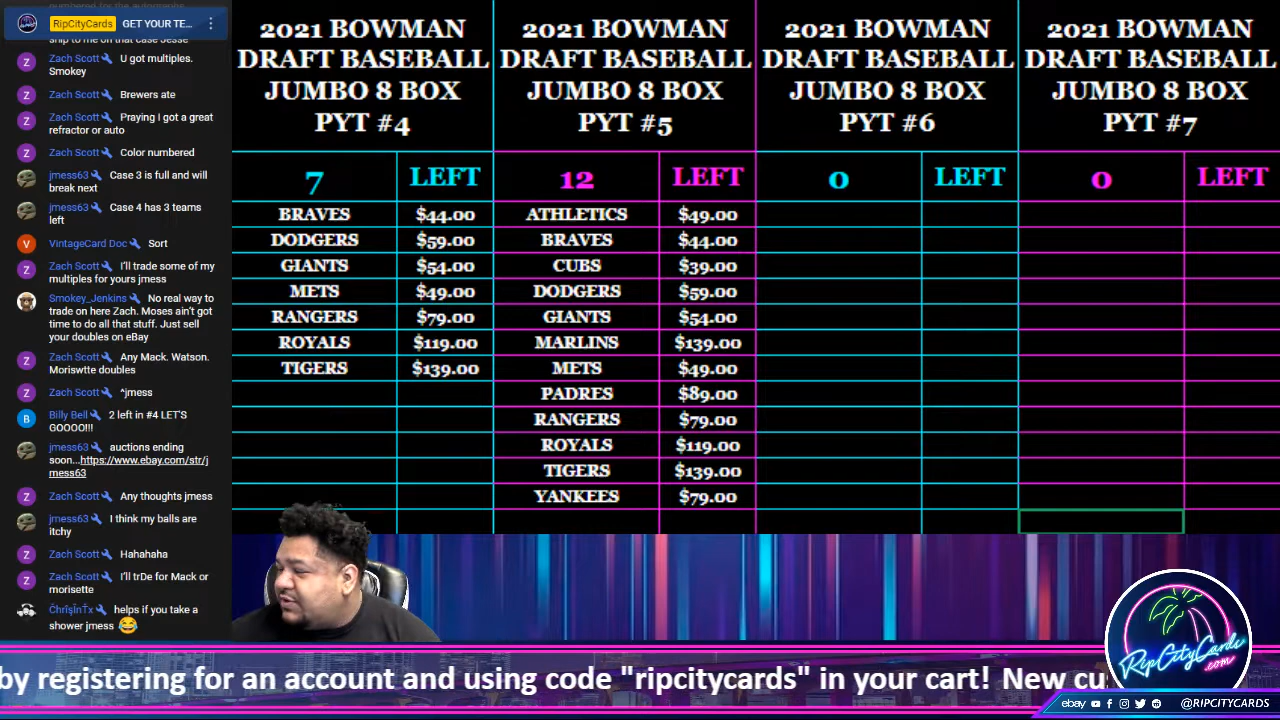 RipCityCards GET YOUR TE...
ship to me on that case Jesse
Z Zach Scott U got multiples.
Smokey
Z Zach Scott Brewers ate
Z Zach Scott Praying I got a great
refractor or auto
Z Zach Scott Color numbered
jmess63 Case 3 is full and will
break next
jmess63 Case 4 has 3 teams
left
V VintageCard Doc Sort
Z Zach Scott I'll trade some of my
multiples for yours jmess
Smokey_Jenkins No real way to
trade on here Zach. Moses ain't got
time to do all that stuff. Just sell
your doubles on eBay
Z Zach Scott Any Mack. Watson.
Moriswtte doubles
Z Zach Scott ^jmess
B Billy Bell 2 left in #4 LET'S
GOOOO!!!
jmess63 auctions ending
soon...https://www.ebay.com/str/j
mess63
Z Zach Scott Any thoughts jmess
jmess63 I think my balls are
itchy
Z Zach Scott Hahahaha
Z Zach Scott I'll trDe for Mack or
morisette
ČhrîşÏnŤx helps if you take a
shower jmess 😂
2021 BOWMAN
DRAFT BASEBALL
JUMBO 8 BOX
PYT #4
7 LEFT
BRAVES $44.00
DODGERS $59.00
GIANTS $54.00
METS $49.00
RANGERS $79.00
ROYALS $119.00
TIGERS $139.00
2021 BOWMAN
DRAFT BASEBALL
JUMBO 8 BOX
PYT #5
12 LEFT
ATHLETICS $49.00
BRAVES $44.00
CUBS $39.00
DODGERS $59.00
GIANTS $54.00
MARLINS $139.00
METS $49.00
PADRES $89.00
RANGERS $79.00
ROYALS $119.00
TIGERS $139.00
YANKEES $79.00
2021 BOWMAN
DRAFT BASEBALL
JUMBO 8 BOX
PYT #6
0 LEFT
2021 BOWMAN
DRAFT BASEBALL
JUMBO 8 BOX
PYT #7
0 LEFT
by registering for an account and using code "ripcitycards" in your cart! New cu
RipCityCards
.com
ebay @RIPCITYCARDS